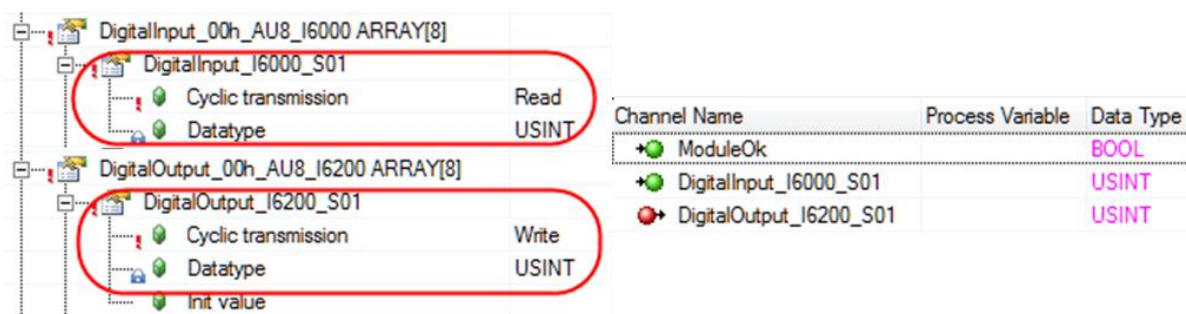 DigitalInput_00h_AU8_I6000 ARRAY[8]
DigitalInput_I6000_S01
Cyclic transmission Read
Datatype USINT
DigitalOutput_00h_AU8_I6200 ARRAY[8]
DigitalOutput_I6200_S01
Cyclic transmission Write
Datatype USINT
Init value
Channel Name Process Variable Data Type
ModuleOk BOOL
DigitalInput_I6000_S01 USINT
DigitalOutput_I6200_S01 USINT